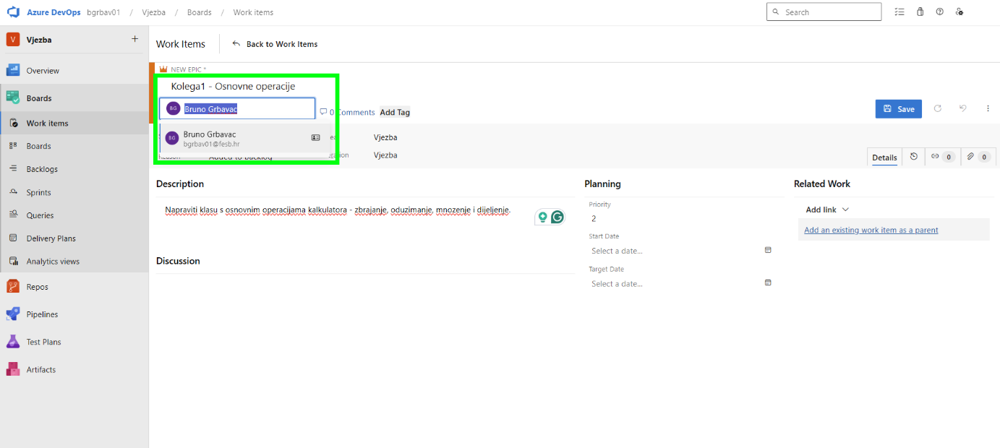 Azure DevOps bgrbav01 / Vjezba / Boards / Work items
Search
V Vjezba +
Work Items
Back to Work Items
Overview
Boards
Work items
Boards
Backlogs
Sprints
Queries
Delivery Plans
Analytics views
Repos
Pipelines
Test Plans
Artifacts
NEW EPIC *
Kolega1 - Osnovne operacije
BG Bruno Grbavac
0 Comments
Add Tag
Save
BG Bruno Grbavac
bgrbav01@fesb.hr
Vjezba
Reason Added to backlog
Vjezba
Details
0
0
Description
Napraviti klasu s osnovnim operacijama kalkulatora - zbrajanje, oduzimanje, mnozenje i dijeljenje.
Discussion
Planning
Priority
2
Start Date
Select a date...
Target Date
Select a date...
Related Work
Add link
Add an existing work item as a parent